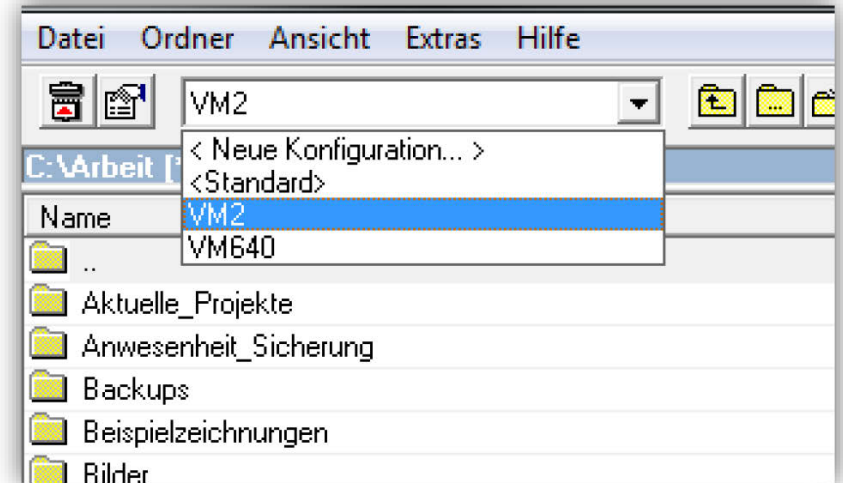 Datei Ordner Ansicht Extras Hilfe
VM2
< Neue Konfiguration... >
<Standard>
VM2
VM640
C:\Arbeit [*
Name
..
Aktuelle_Projekte
Anwesenheit_Sicherung
Backups
Beispielzeichnungen
Bilder